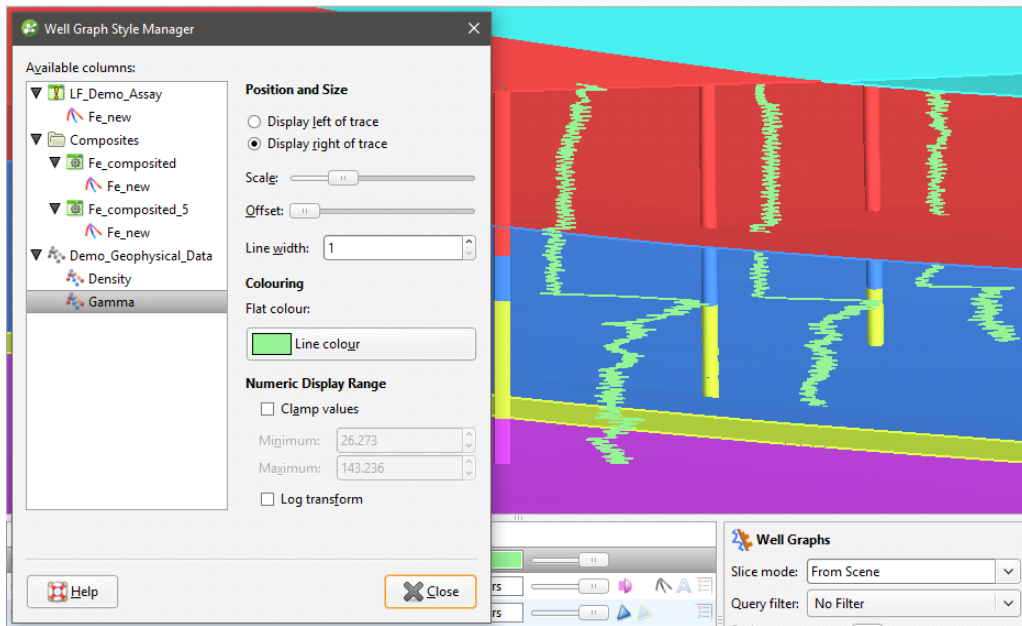 Well Graph Style Manager
Available columns:
LF_Demo_Assay
Fe_new
Composites
Fe_composited
Fe_new
Fe_composited_5
Fe_new
Demo_Geophysical_Data
Density
Gamma
Position and Size
Display left of trace
Display right of trace
Scale:
Offset:
Line width: 1
Colouring
Flat colour:
Line colour
Numeric Display Range
Clamp values
Minimum: 26.273
Maximum: 143.236
Log transform
Help
Close
rs
rs
Well Graphs
Slice mode: From Scene
Query filter: No Filter